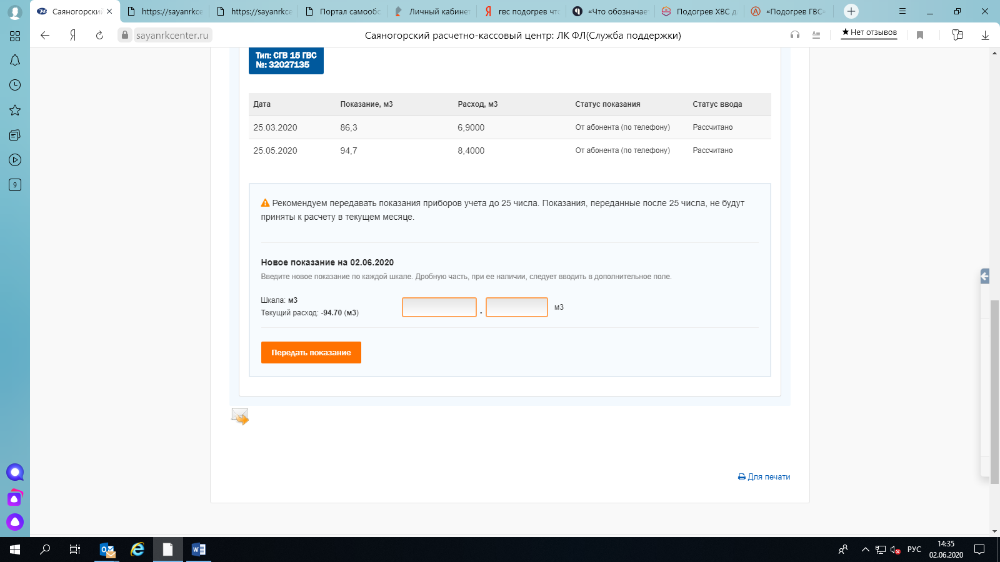 Саяногорский
https://sayanrkce
https://sayanrkce
Портал самообс
Личный кабинет
гвс подогрев что
«Что обозначает
Подогрев ХВС д
«Подогрев ГВС»
sayanrkcenter.ru
Саяногорский расчетно-кассовый центр: ЛК ФЛ(Служба поддержки)
★Нет отзывов
9
Тип: СГВ 15 ГВС
№: 32027135
Дата Показание, м3 Расход, м3 Статус показания Статус ввода
25.03.2020 86,3 6,9000 От абонента (по телефону) Рассчитано
25.05.2020 94,7 8,4000 От абонента (по телефону) Рассчитано
Рекомендуем передавать показания приборов учета до 25 числа. Показания, переданные после 25 числа, не будут
приняты к расчету в текущем месяце.
Новое показание на 02.06.2020
Введите новое показание по каждой шкале. Дробную часть, при ее наличии, следует вводить в дополнительное поле.
Шкала: м3
Текущий расход: -94.70 (м3)
. м3
Передать показание
Для печати
РУС
14:35
02.06.2020